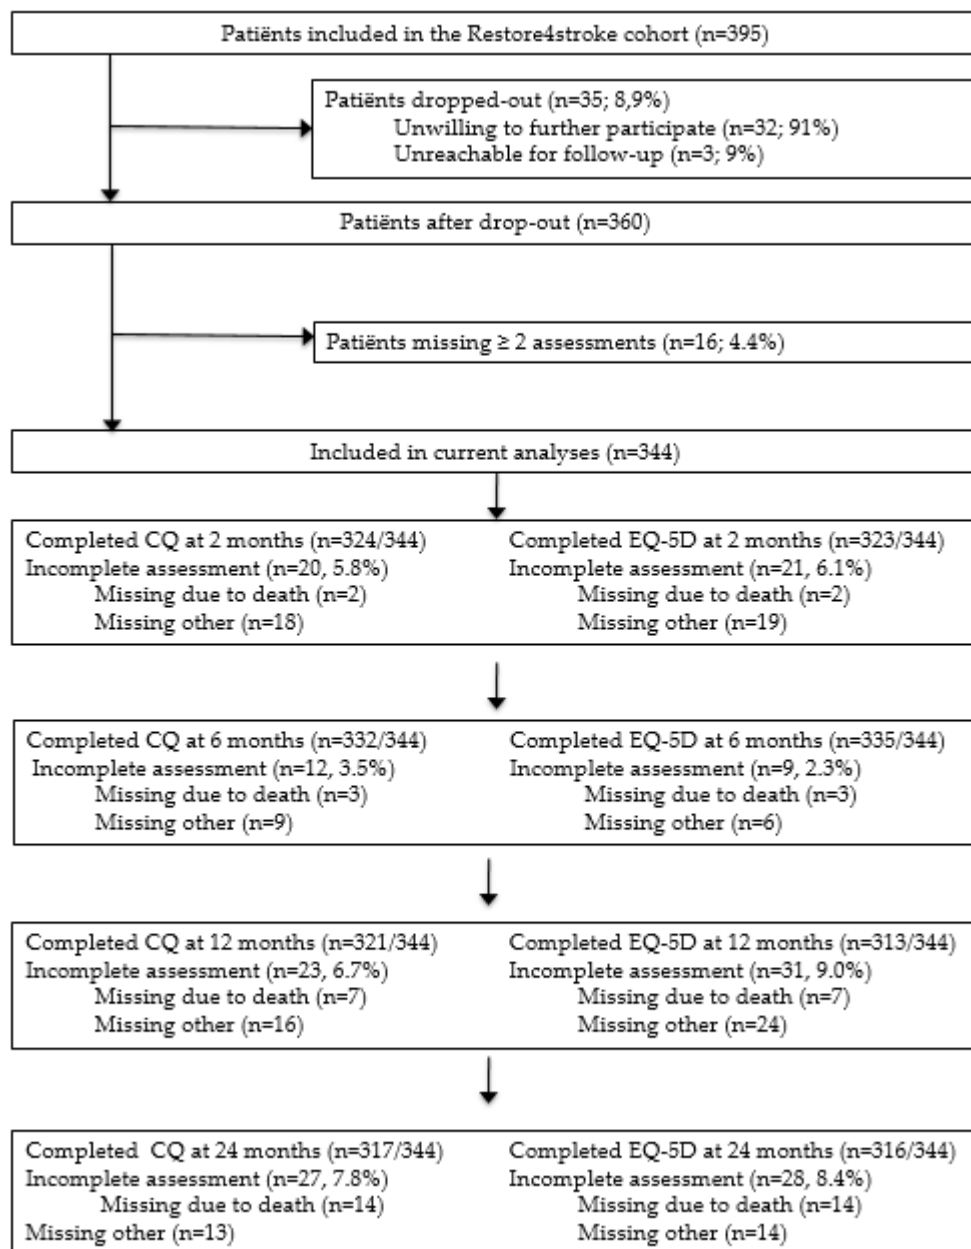 Patiënts included in the Restore4stroke cohort (n=395)
Patiënts dropped-out (n=35; 8,9%)
Unwilling to further participate (n=32; 91%)
Unreachable for follow-up (n=3; 9%)
Patiënts after drop-out (n=360)
Patiënts missing ≥ 2 assessments (n=16; 4.4%)
Included in current analyses (n=344)
Completed CQ at 2 months (n=324/344)
Incomplete assessment (n=20, 5.8%)
Missing due to death (n=2)
Missing other (n=18)
Completed EQ-5D at 2 months (n=323/344)
Incomplete assessment (n=21, 6.1%)
Missing due to death (n=2)
Missing other (n=19)
Completed CQ at 6 months (n=332/344)
Incomplete assessment (n=12, 3.5%)
Missing due to death (n=3)
Missing other (n=9)
Completed EQ-5D at 6 months (n=335/344)
Incomplete assessment (n=9, 2.3%)
Missing due to death (n=3)
Missing other (n=6)
Completed CQ at 12 months (n=321/344)
Incomplete assessment (n=23, 6.7%)
Missing due to death (n=7)
Missing other (n=16)
Completed EQ-5D at 12 months (n=313/344)
Incomplete assessment (n=31, 9.0%)
Missing due to death (n=7)
Missing other (n=24)
Completed CQ at 24 months (n=317/344)
Incomplete assessment (n=27, 7.8%)
Missing due to death (n=14)
Missing other (n=13)
Completed EQ-5D at 24 months (n=316/344)
Incomplete assessment (n=28, 8.4%)
Missing due to death (n=14)
Missing other (n=14)